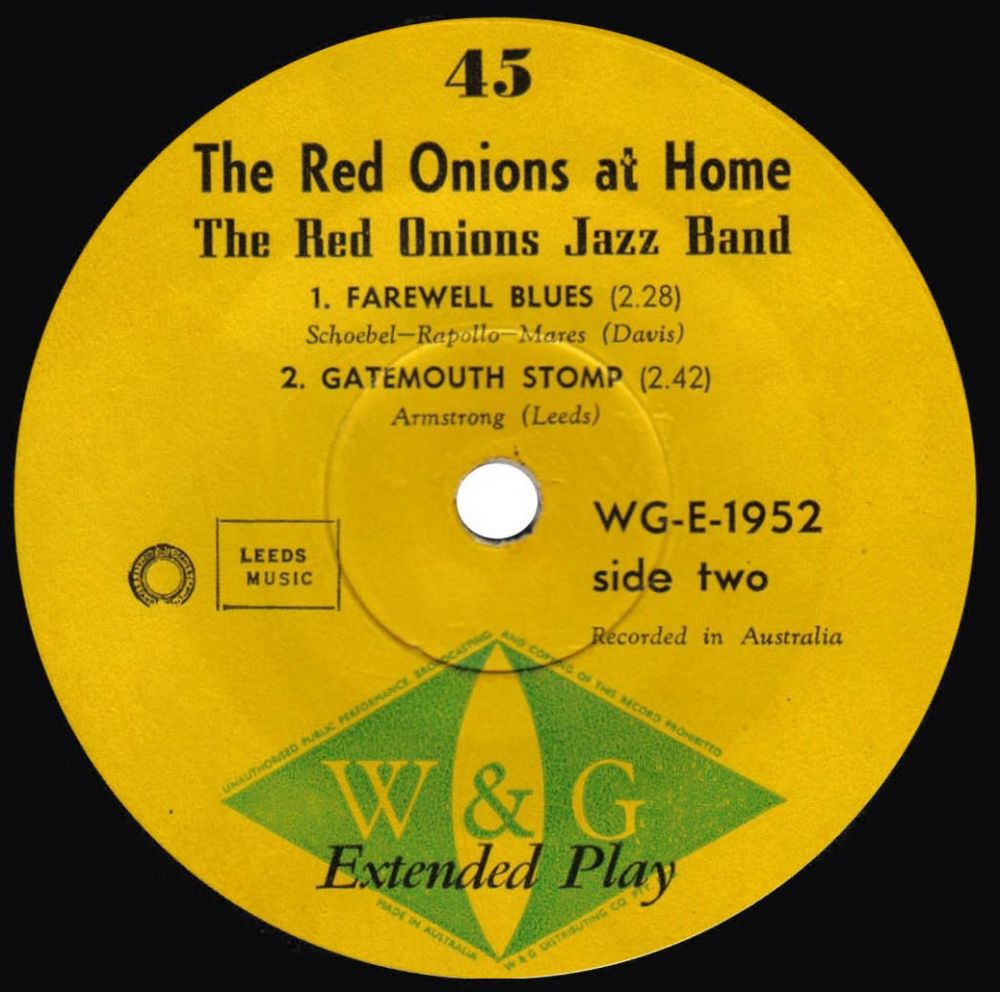 45
The Red Onions at Home
The Red Onions Jazz Band
1. FAREWELL BLUES (2.28)
Schoebel—Rapollo—Mares (Davis)
2. GATEMOUTH STOMP (2.42)
Armstrong (Leeds)
WG-E-1952
side two
LEEDS
MUSIC
Recorded in Australia
UNAUTHORISED PUBLIC PERFORMANCE BROADCASTING AND COPYING OF THIS RECORD PROHIBITED
W & G
Extended Play
MADE IN AUSTRALIA
W & G DISTRIBUTING CO PTY